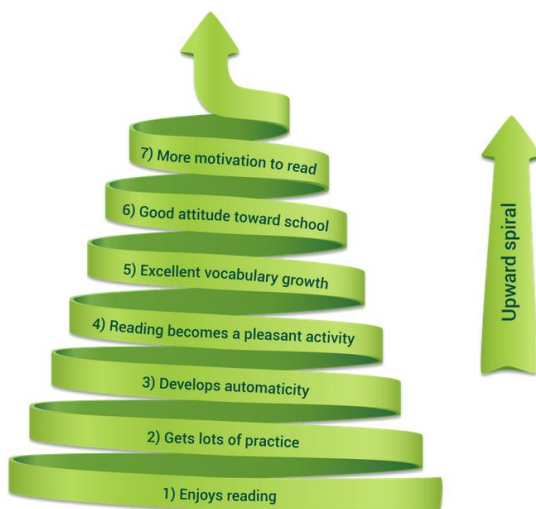 7) More motivation to read
6) Good attitude toward school
5) Excellent vocabulary growth
4) Reading becomes a pleasant activity
3) Develops automaticity
2) Gets lots of practice
1) Enjoys reading
Upward spiral